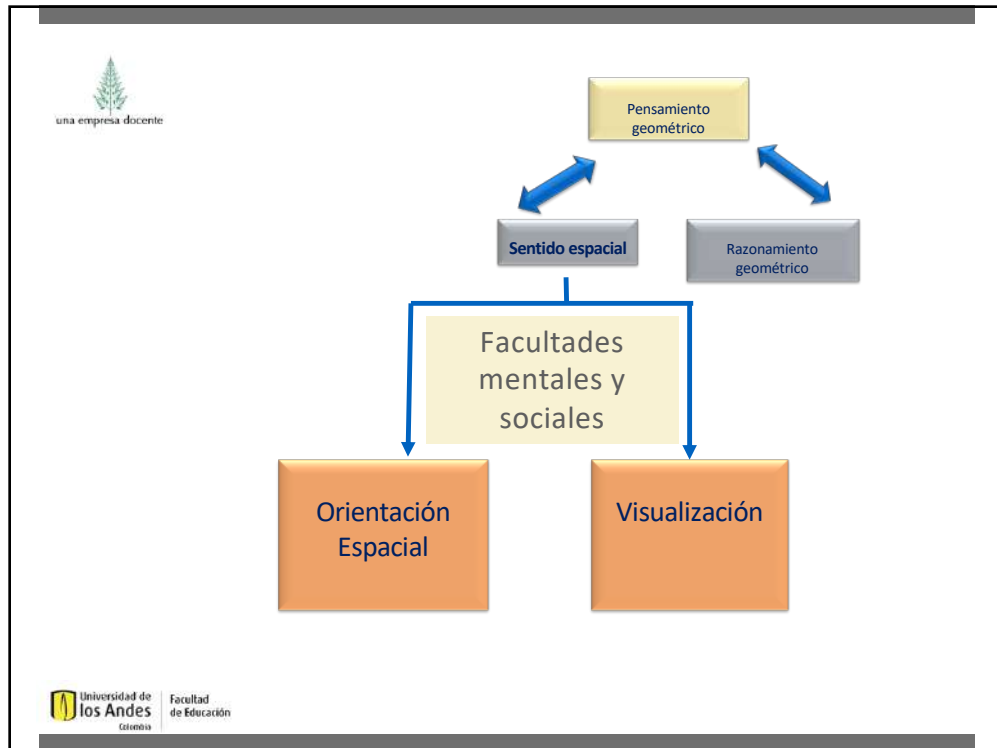 una empresa docente
Pensamiento
geométrico
Sentido espacial
Razonamiento
geométrico
Facultades
mentales y
sociales
Orientación
Espacial
Visualización
Universidad de
los Andes
Colombia
Facultad
de Educación